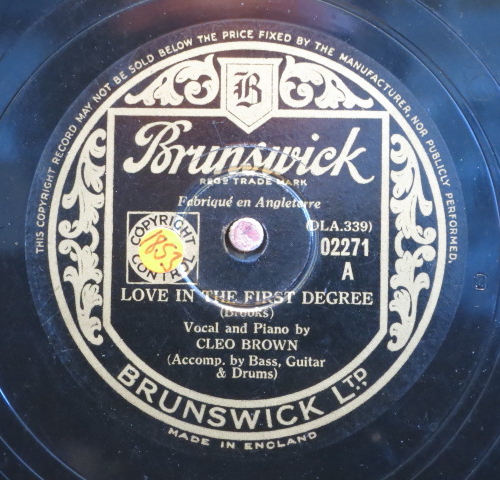 THIS COPYRIGHT RECORD MAY NOT BE SOLD BELOW THE PRICE FIXED BY THE MANUFACTURER, NOR PUBLICLY PERFORMED.
B
Brunswick
REGD TRADE MARK
Fabriqué en Angleterre
COPYRIGHT
CONTROL
(DLA.339)
02271
A
LOVE IN THE FIRST DEGREE
(Brooks)
Vocal and Piano by
CLEO BROWN
(Accomp. by Bass, Guitar
& Drums)
BRUNSWICK LTD.,
MADE IN ENGLAND